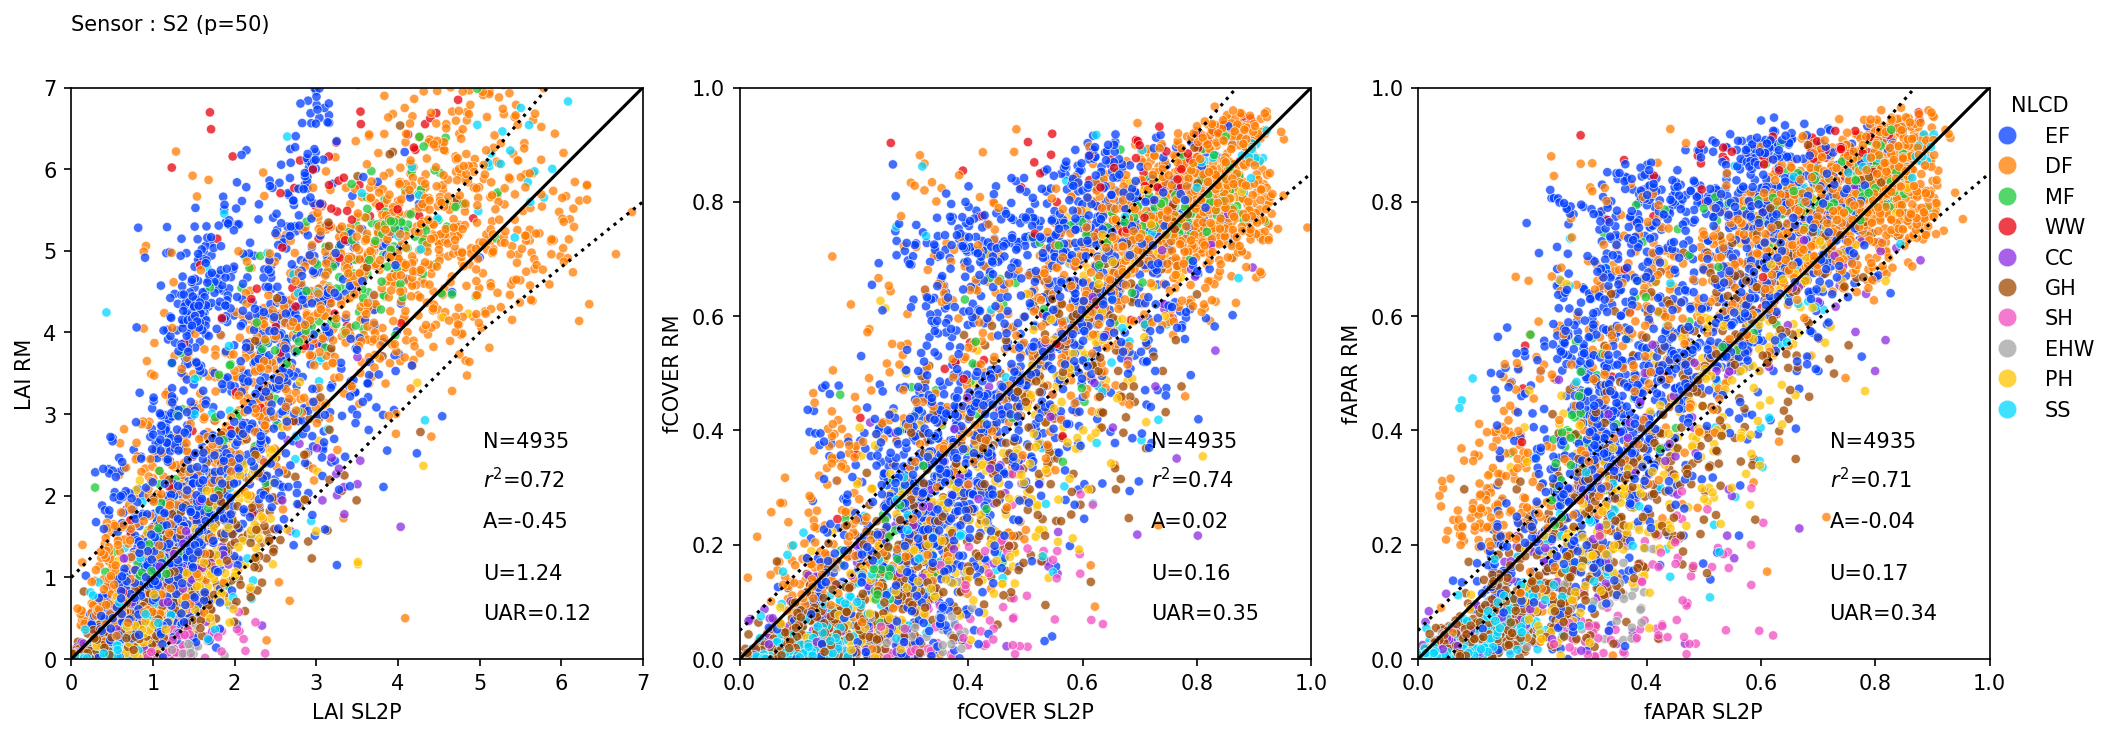 Sensor : S2 (p=50)
7
6
5
4
3
2
1
0
LAI RM
0 1 2 3 4 5 6 7
LAI SL2P
N=4935
r²=0.72
A=-0.45
U=1.24
UAR=0.12
1.0
0.8
0.6
0.4
0.2
0.0
fCOVER RM
0.0 0.2 0.4 0.6 0.8 1.0
fCOVER SL2P
N=4935
r²=0.74
A=0.02
U=0.16
UAR=0.35
1.0
0.8
0.6
0.4
0.2
0.0
fAPAR RM
0.0 0.2 0.4 0.6 0.8 1.0
fAPAR SL2P
N=4935
r²=0.71
A=-0.04
U=0.17
UAR=0.34
NLCD
EF
DF
MF
WW
CC
GH
SH
EHW
PH
SS